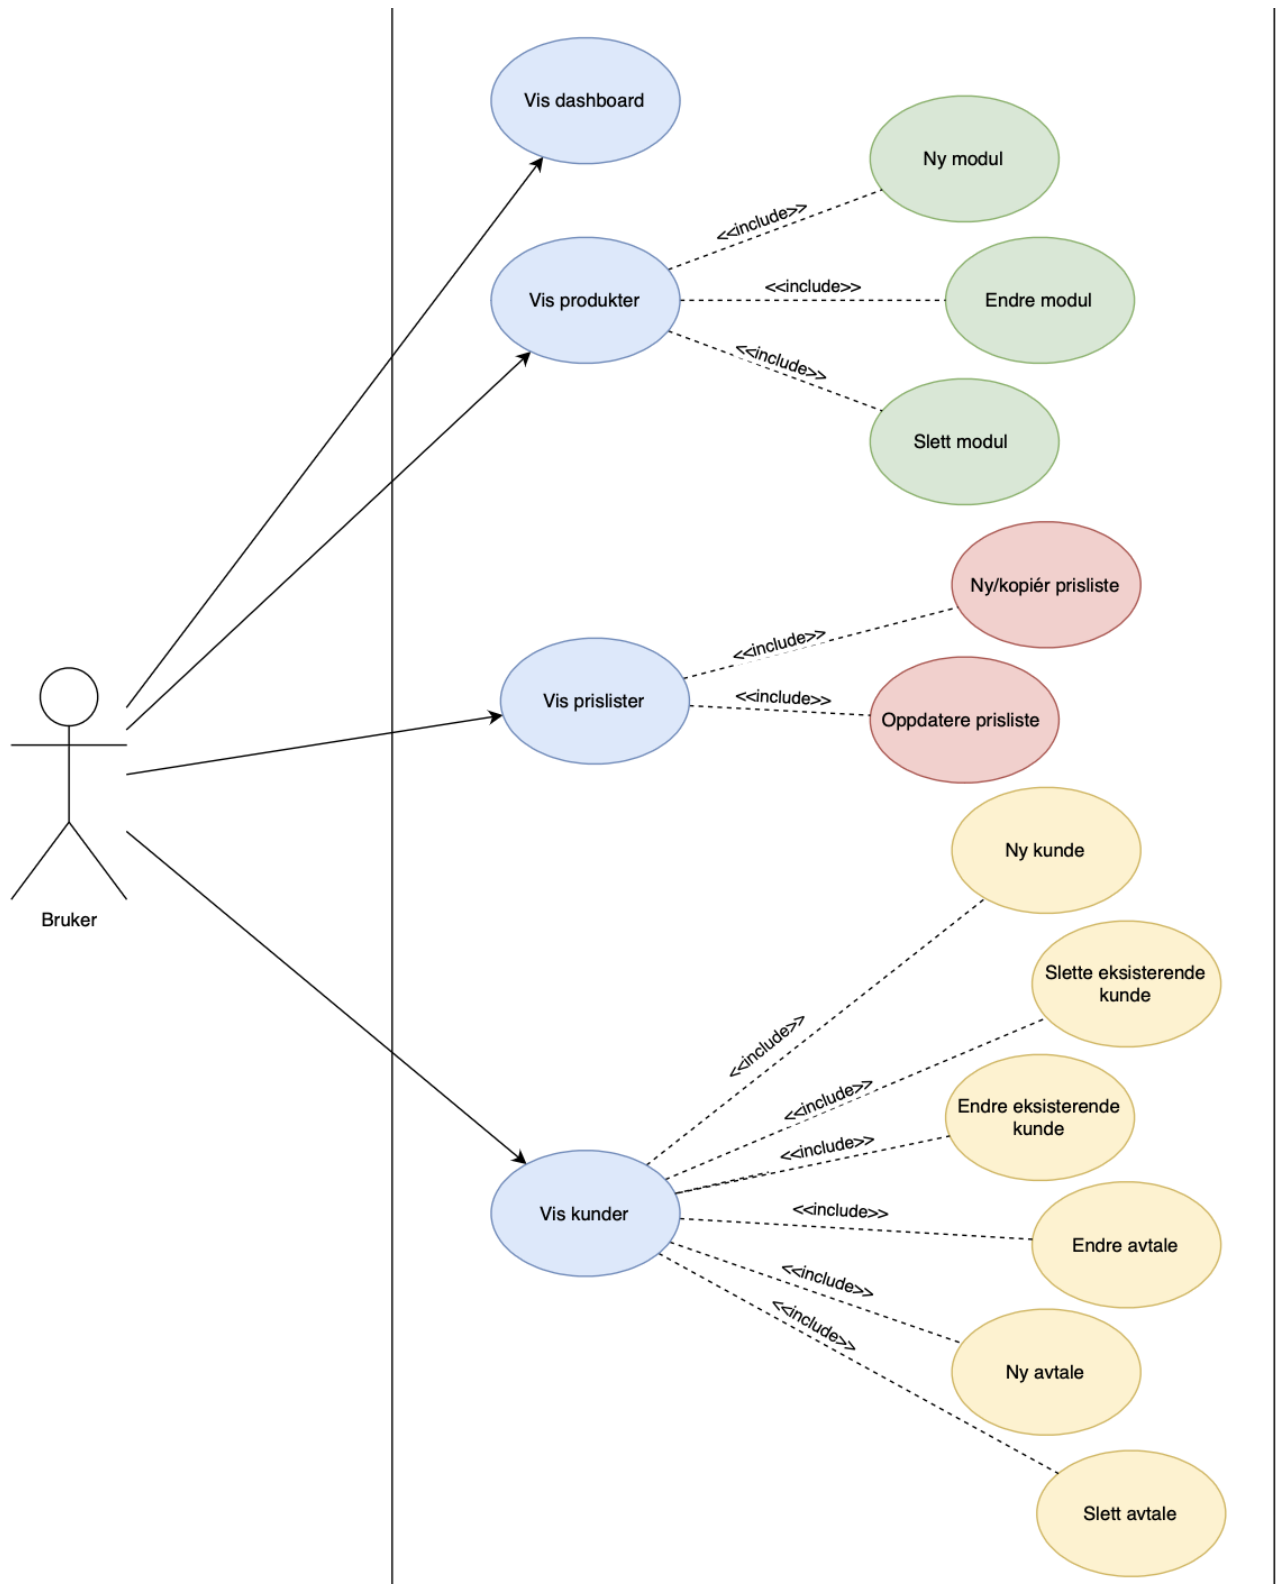 Vis dashboard
Ny modul
<<include>>
Vis produkter
<<include>>
Endre modul
<<include>>
Slett modul
Ny/kopiér prisliste
<<include>>
Vis prislister
<<include>>
Oppdatere prisliste
Bruker
Ny kunde
<<include>>
Slette eksisterende
kunde
<<include>>
Endre eksisterende
kunde
<<include>>
Vis kunder
<<include>>
Endre avtale
<<include>>
Ny avtale
<<include>>
Slett avtale